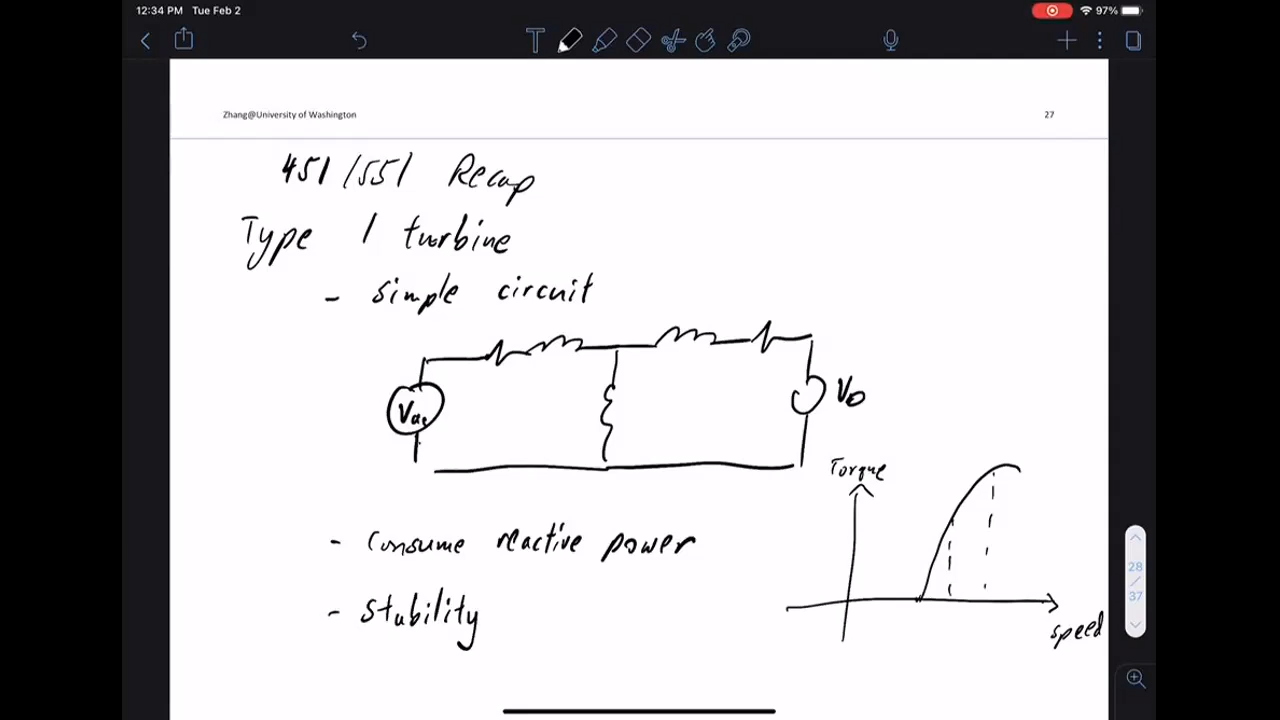 12:34 PM Tue Feb 2
97%
Zhang@University of Washington
27
451/551 Recap
Type 1 turbine
- simple circuit
Vac
VD
Torque
- consume reactive power
- stability
speed
28
37